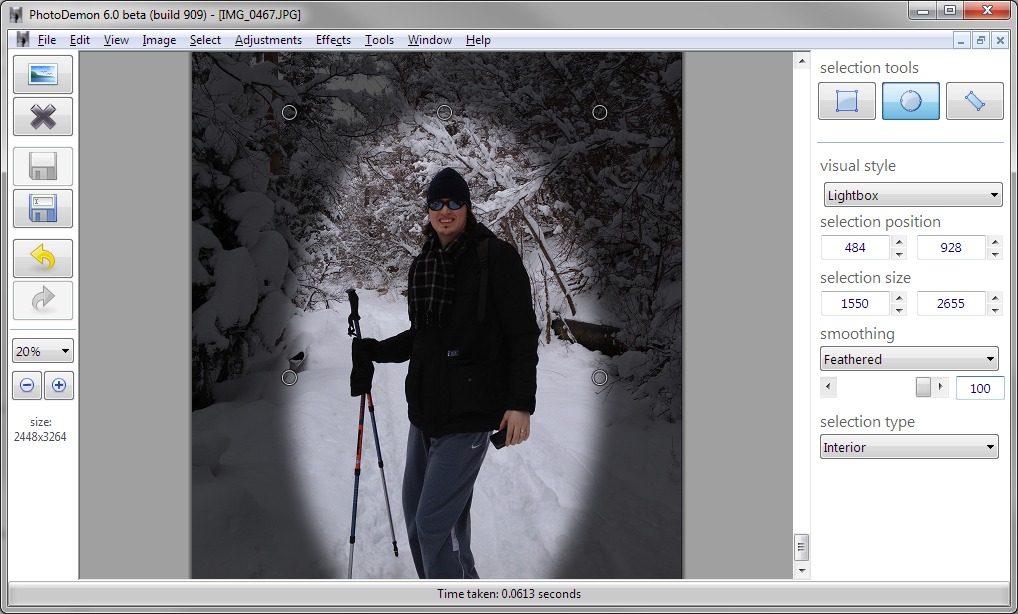 PhotoDemon 6.0 beta (build 909) - [IMG_0467.JPG]
File Edit View Image Select Adjustments Effects Tools Window Help
20%
size:
2448x3264
selection tools
visual style
Lightbox
selection position
484 928
selection size
1550 2655
smoothing
Feathered
100
selection type
Interior
Time taken: 0.0613 seconds